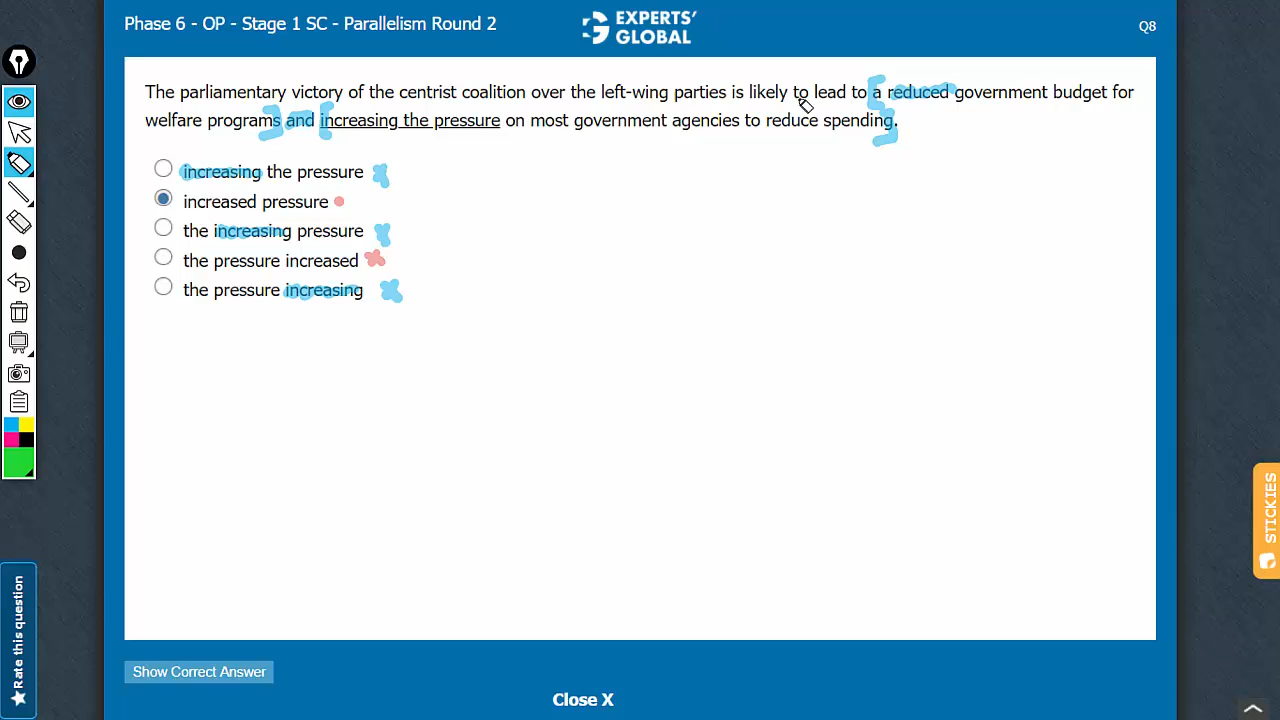 Phase 6 - OP - Stage 1 SC - Parallelism Round 2
EXPERTS'
GLOBAL
Q8
The parliamentary victory of the centrist coalition over the left-wing parties is likely to lead to a reduced government budget for
welfare programs and increasing the pressure on most government agencies to reduce spending.
increasing the pressure
increased pressure
the increasing pressure
the pressure increased
the pressure increasing
STICKIES
Rate this question
Show Correct Answer
Close X